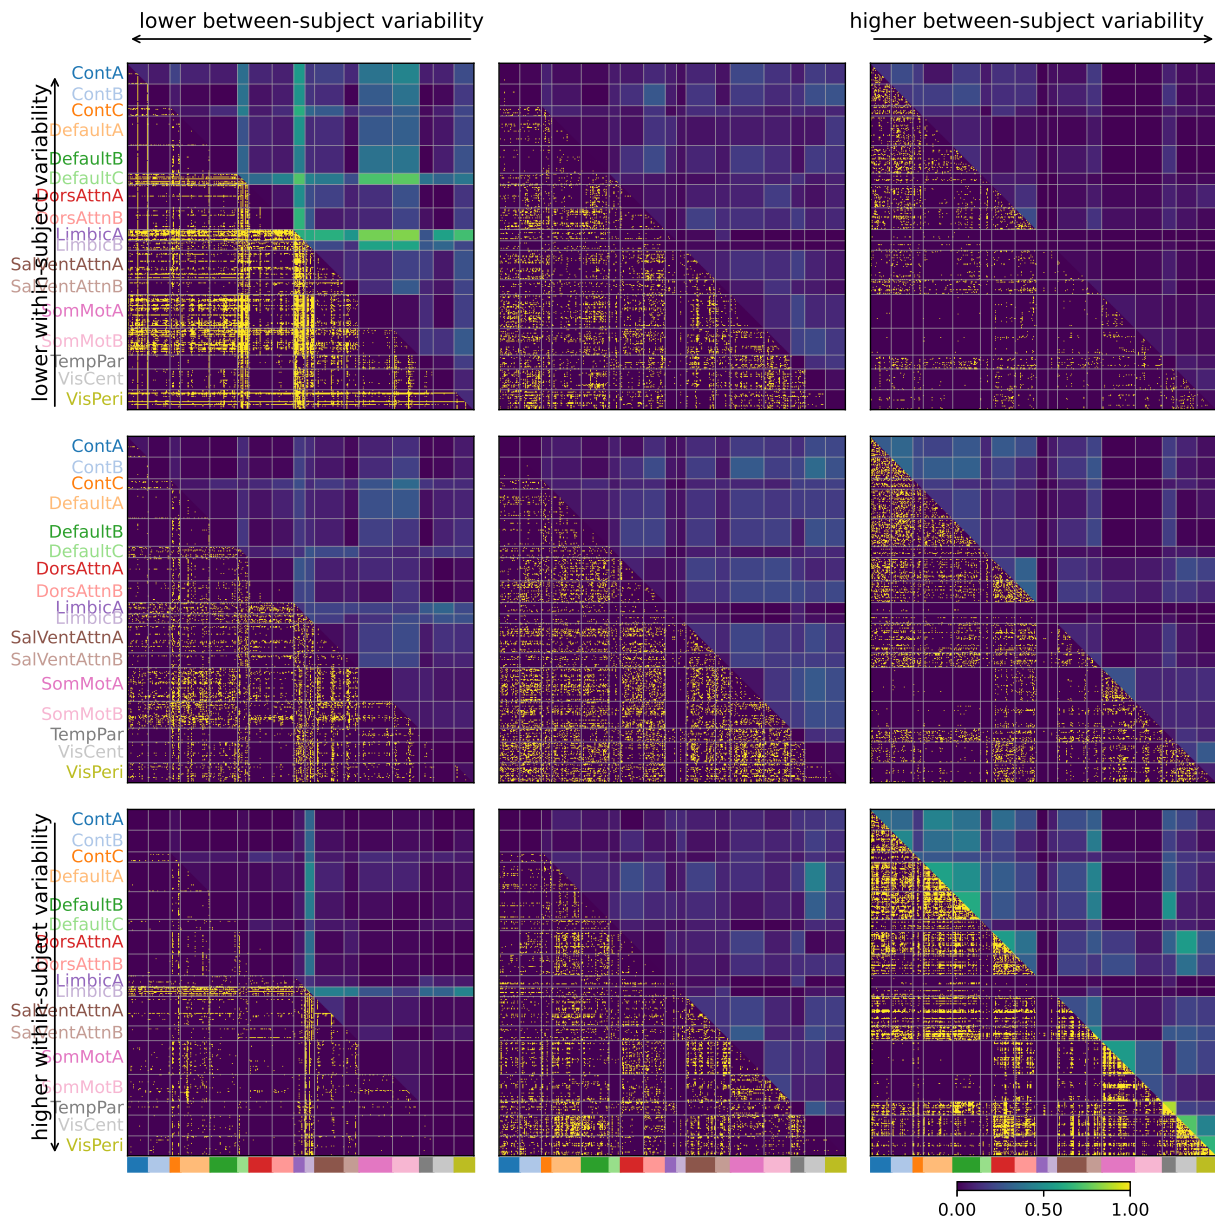 lower between-subject variability
higher between-subject variability
lower within-subject variability
ContA
ContB
ContC
DefaultA
DefaultB
DefaultC
DorsAttnA
DorsAttnB
LimbicA
LimbicB
SalVentAttnA
SalVentAttnB
SomMotA
SomMotB
TempPar
VisCent
VisPeri
ContA
ContB
ContC
DefaultA
DefaultB
DefaultC
DorsAttnA
DorsAttnB
LimbicA
LimbicB
SalVentAttnA
SalVentAttnB
SomMotA
SomMotB
TempPar
VisCent
VisPeri
higher within-subject variability
ContA
ContB
ContC
DefaultA
DefaultB
DefaultC
DorsAttnA
DorsAttnB
LimbicA
LimbicB
SalVentAttnA
SalVentAttnB
SomMotA
SomMotB
TempPar
VisCent
VisPeri
0.00 0.50 1.00